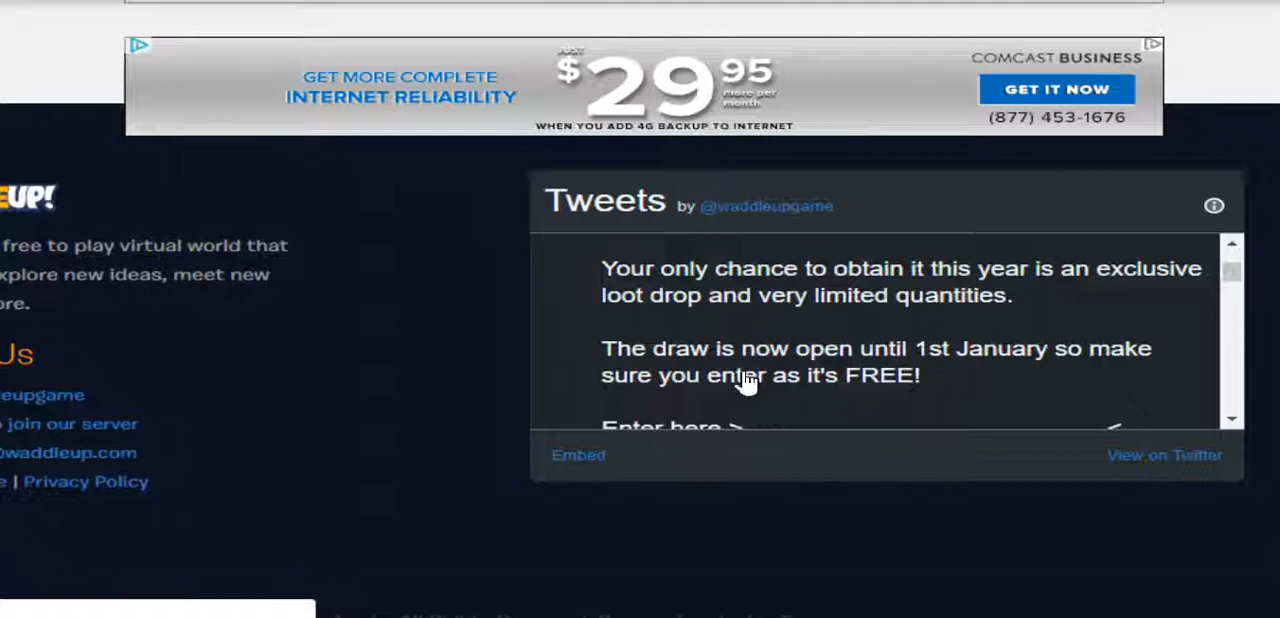 JUST
GET MORE COMPLETE
INTERNET RELIABILITY
$29.95
more per
month
WHEN YOU ADD 4G BACKUP TO INTERNET
COMCAST BUSINESS
GET IT NOW
(877) 453-1676
EUP!
free to play virtual world that
xplore new ideas, meet new
ore.
Us
eupgame
join our server
@waddleup.com
e | Privacy Policy
Tweets by @waddleupgame
Your only chance to obtain it this year is an exclusive
loot drop and very limited quantities.
The draw is now open until 1st January so make
sure you enter as it's FREE!
Enter here > <
Embed
View on Twitter